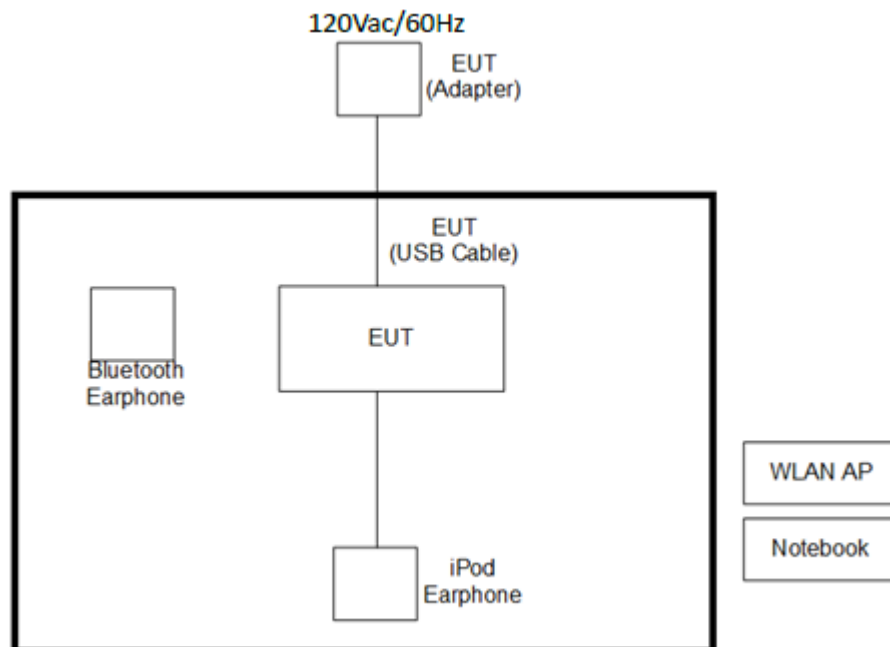 120Vac/60Hz
EUT
(Adapter)
EUT
(USB Cable)
EUT
Bluetooth
Earphone
WLAN AP
Notebook
iPod
Earphone